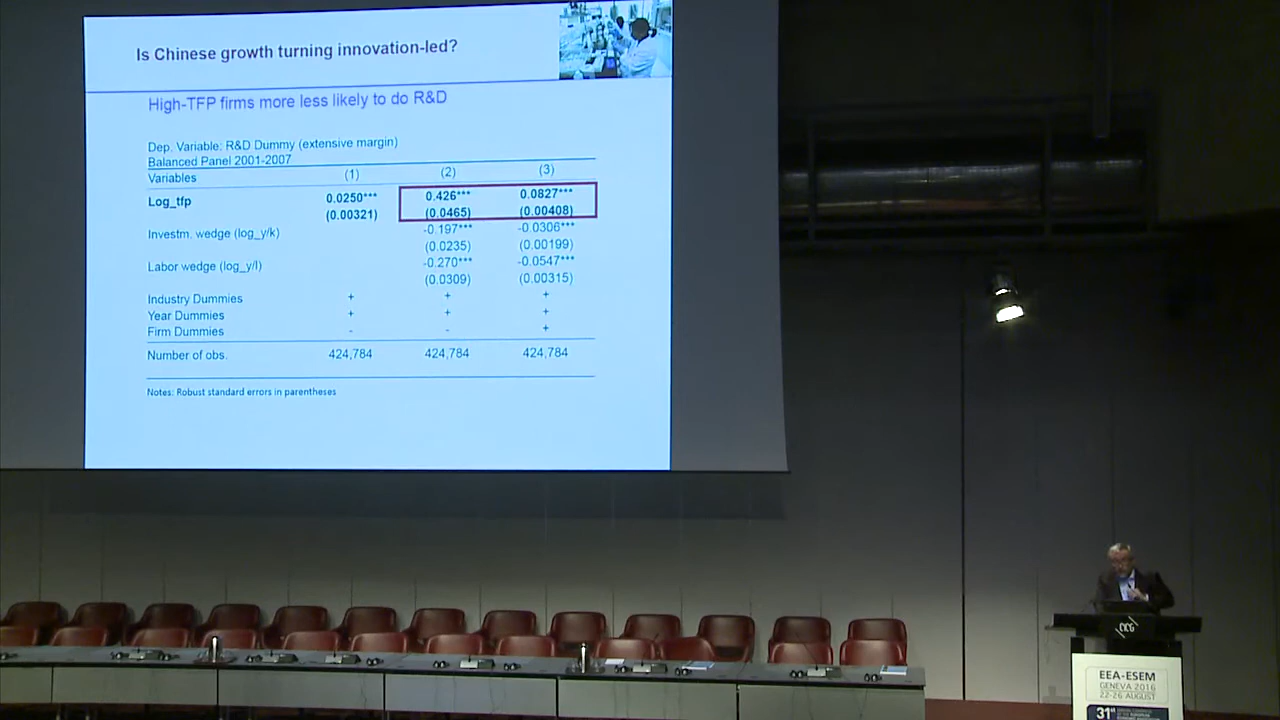 Is Chinese growth turning innovation-led?
High-TFP firms more less likely to do R&D
Dep. Variable: R&D Dummy (extensive margin)
Balanced Panel 2001-2007
Variables (1) (2) (3)
Log_tfp 0.0250*** 0.426*** 0.0827***
(0.00321) (0.0465) (0.00408)
Investm. wedge (log_y/k) -0.197*** -0.0306***
(0.0235) (0.00199)
Labor wedge (log_y/l) -0.270*** -0.0547***
(0.0309) (0.00315)
Industry Dummies + + +
Year Dummies + + +
Firm Dummies - - +
Number of obs. 424,784 424,784 424,784
Notes: Robust standard errors in parentheses
CICG
EEA-ESEM
GENEVA 2016
22-26 AUGUST
31st